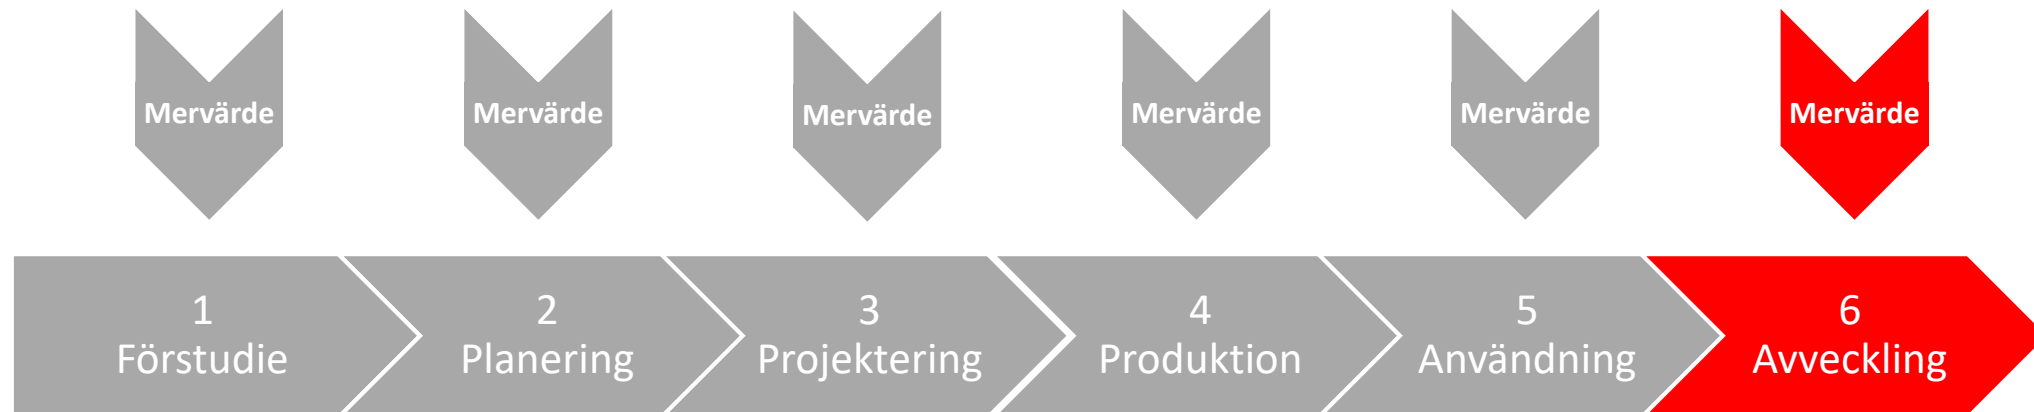 Mervärde
Mervärde
Mervärde
Mervärde
Mervärde
Mervärde
1
Förstudie
2
Planering
3
Projektering
4
Produktion
5
Användning
6
Avveckling